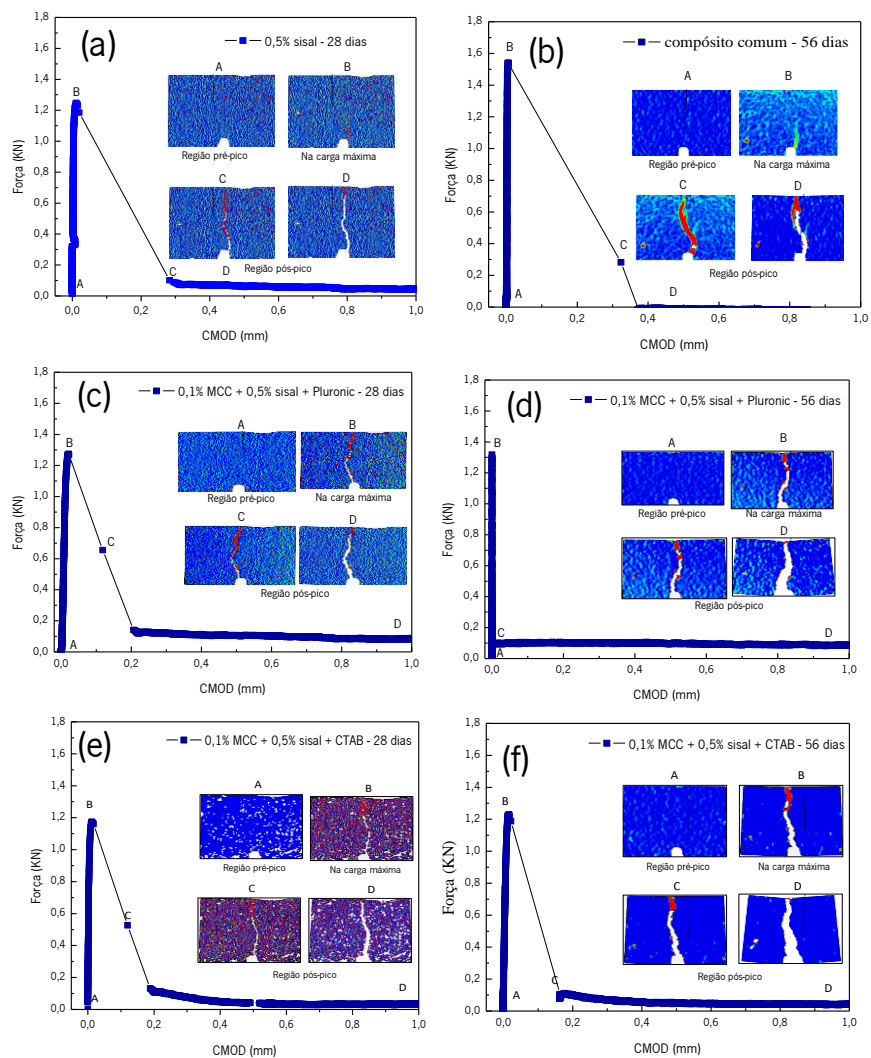 (a)
0,5% sisal - 28 dias
1,8
1,6
1,4
1,2
1,0
0,8
0,6
0,4
0,2
0,0
Força (KN)
B
A
C
D
A
B
Região pré-pico
Na carga máxima
C
D
Região pós-pico
0,0 0,2 0,4 0,6 0,8 1,0
CMOD (mm)
(b)
compósito comum - 56 dias
1,8
1,6
1,4
1,2
1,0
0,8
0,6
0,4
0,2
0,0
Força (KN)
B
A
C
D
A
B
Região pré-pico
Na carga máxima
C
D
Região pós-pico
0,0 0,2 0,4 0,6 0,8 1,0
CMOD (mm)
(c)
0,1% MCC + 0,5% sisal + Pluronic - 28 dias
1,8
1,6
1,4
1,2
1,0
0,8
0,6
0,4
0,2
0,0
Força (KN)
B
A
C
D
A
B
Região pré-pico
Na carga máxima
C
D
Região pós-pico
0,0 0,2 0,4 0,6 0,8 1,0
CMOD (mm)
(d)
0,1% MCC + 0,5% sisal + Pluronic - 56 dias
1,8
1,6
1,4
1,2
1,0
0,8
0,6
0,4
0,2
0,0
Força (KN)
B
C
A
D
A
B
Região pré-pico
Na carga máxima
C
D
Região pós-pico
0,0 0,2 0,4 0,6 0,8 1,0
CMOD (mm)
(e)
0,1% MCC + 0,5% sisal + CTAB - 28 dias
1,8
1,6
1,4
1,2
1,0
0,8
0,6
0,4
0,2
0,0
Força (KN)
B
A
C
D
A
B
Região pré-pico
Na carga máxima
C
D
Região pós-pico
0,0 0,2 0,4 0,6 0,8 1,0
CMOD (mm)
(f)
0,1% MCC + 0,5% sisal + CTAB - 56 dias
1,8
1,6
1,4
1,2
1,0
0,8
0,6
0,4
0,2
0,0
Força (KN)
B
A
C
D
A
B
Região pré-pico
Na carga máxima
C
D
Região pós-pico
0,0 0,2 0,4 0,6 0,8 1,0
CMOD (mm)